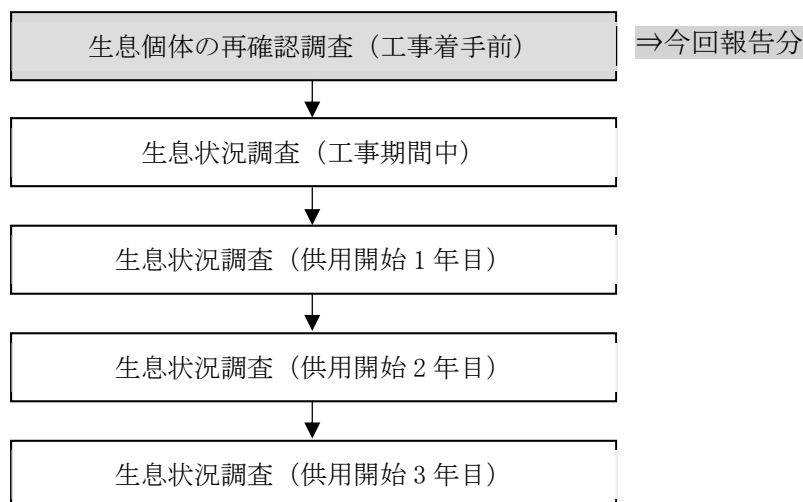 生息個体の再確認調査（工事着手前）
⇒今回報告分
生息状況調査（工事期間中）
生息状況調査（供用開始１年目）
生息状況調査（供用開始２年目）
生息状況調査（供用開始３年目）